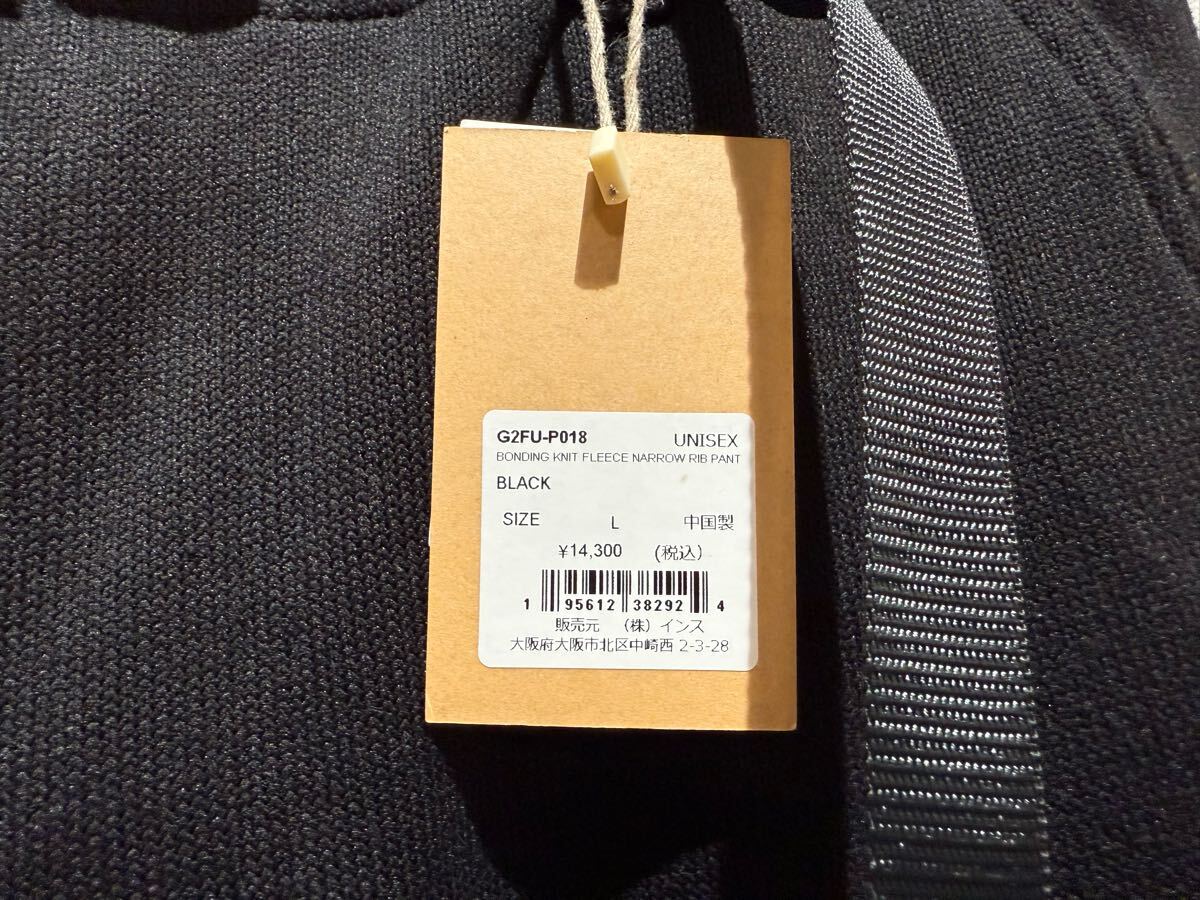 G2FU-P018 UNISEX
BONDING KNIT FLEECE NARROW RIB PANT
BLACK
SIZE L 中国製
¥14,300 (税込)
1 95612 38292 4
販売元 (株)インス
大阪府大阪市北区中崎西 2-3-28